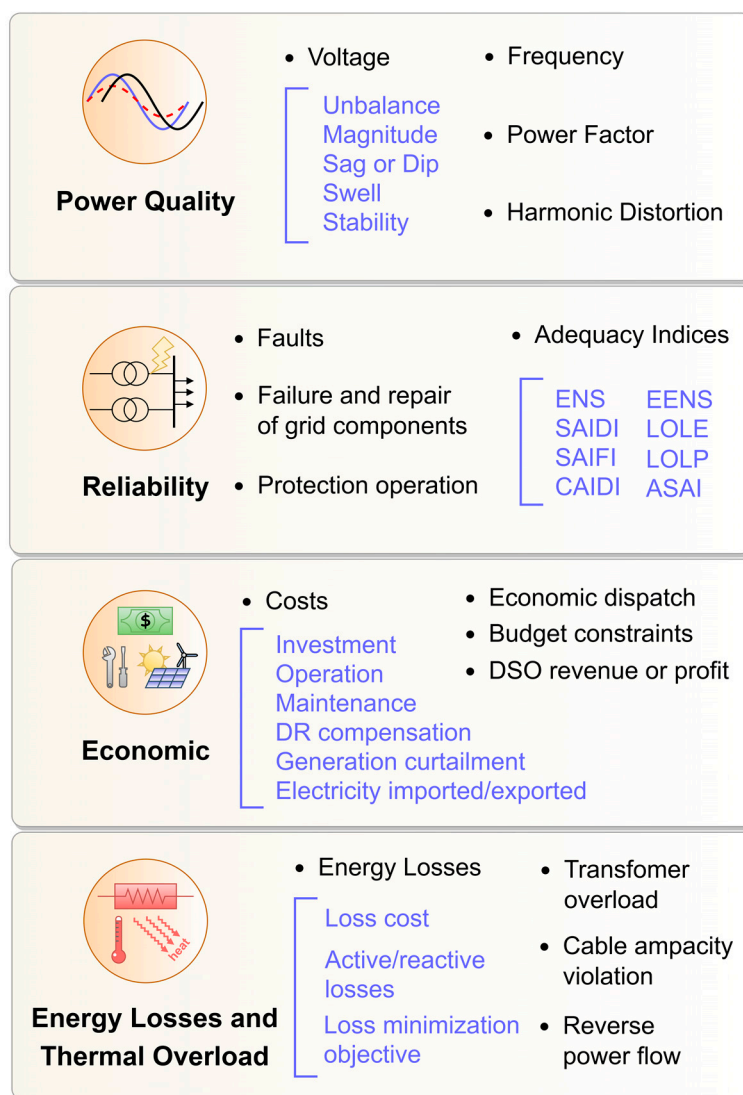 Power Quality
• Voltage
Unbalance
Magnitude
Sag or Dip
Swell
Stability
• Frequency
• Power Factor
• Harmonic Distortion
Reliability
• Faults
• Failure and repair
of grid components
• Protection operation
• Adequacy Indices
ENS EENS
SAIDI LOLE
SAIFI LOLP
CAIDI ASAI
$
Economic
• Costs
Investment
Operation
Maintenance
DR compensation
Generation curtailment
Electricity imported/exported
• Economic dispatch
• Budget constraints
• DSO revenue or profit
heat
Energy Losses and
Thermal Overload
• Energy Losses
Loss cost
Active/reactive
losses
Loss minimization
objective
• Transfomer
overload
• Cable ampacity
violation
• Reverse
power flow